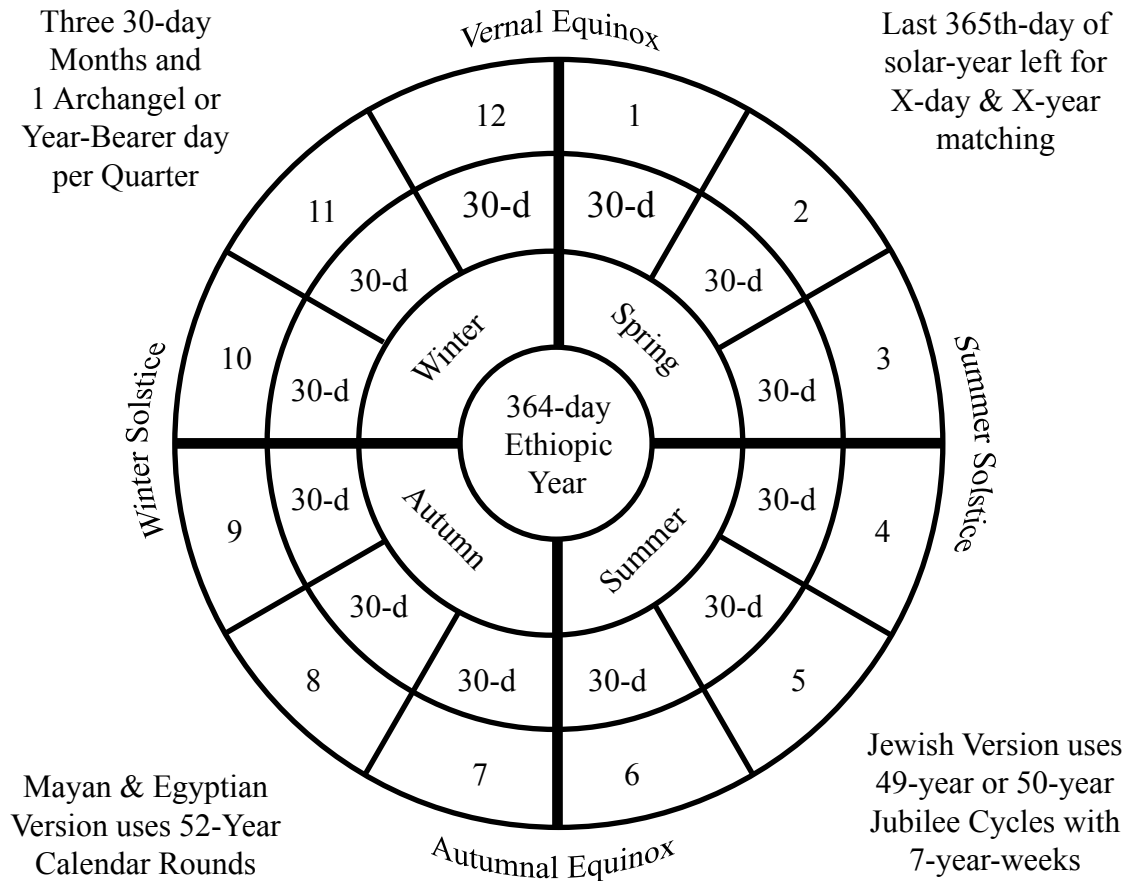 Three 30-day
Months and
1 Archangel or
Year-Bearer day
per Quarter
Vernal Equinox
Last 365th-day of
solar-year left for
X-day & X-year
matching
12
1
11
2
10
3
9
4
8
5
7
6
30-d
30-d
30-d
30-d
30-d
30-d
30-d
30-d
30-d
30-d
30-d
30-d
Winter
Spring
Autumn
Summer
364-day
Ethiopic
Year
Winter Solstice
Summer Solstice
Mayan & Egyptian
Version uses 52-Year
Calendar Rounds
Autumnal Equinox
Jewish Version uses
49-year or 50-year
Jubilee Cycles with
7-year-weeks